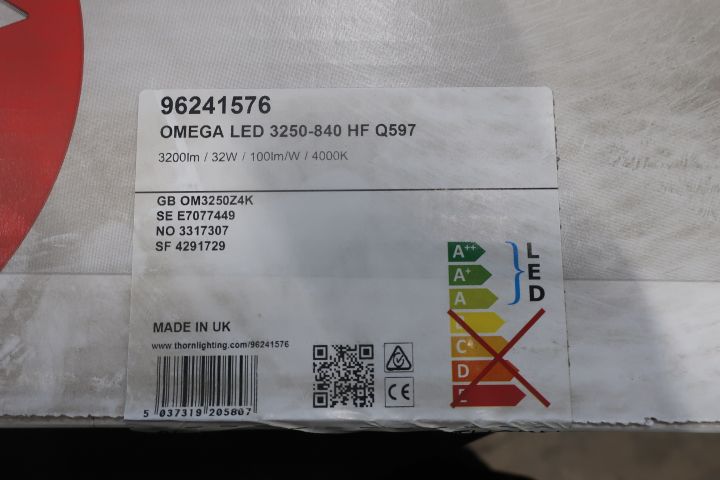 96241576
OMEGA LED 3250-840 HF Q597
3200lm / 32W / 100lm/W / 4000K
GB OM3250Z4K
SE E7077449
NO 3317307
SF 4291729
MADE IN UK
www.thornlighting.com/96241576
5 037319 205807
CE
A++
A+
A
B
C
D
E
LED